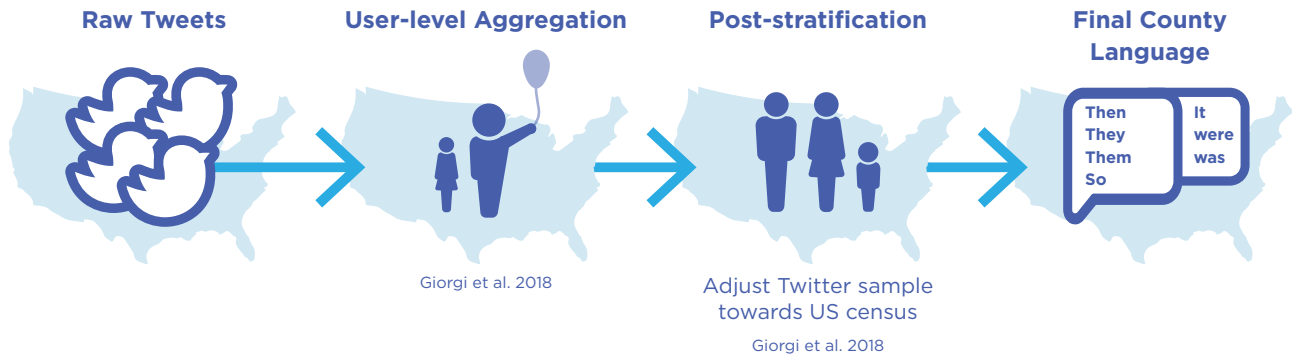 Raw Tweets
User-level Aggregation
Giorgi et al. 2018
Post-stratification
Adjust Twitter sample
towards US census
Giorgi et al. 2018
Final County
Language
Then
They
Them
So
It
were
was